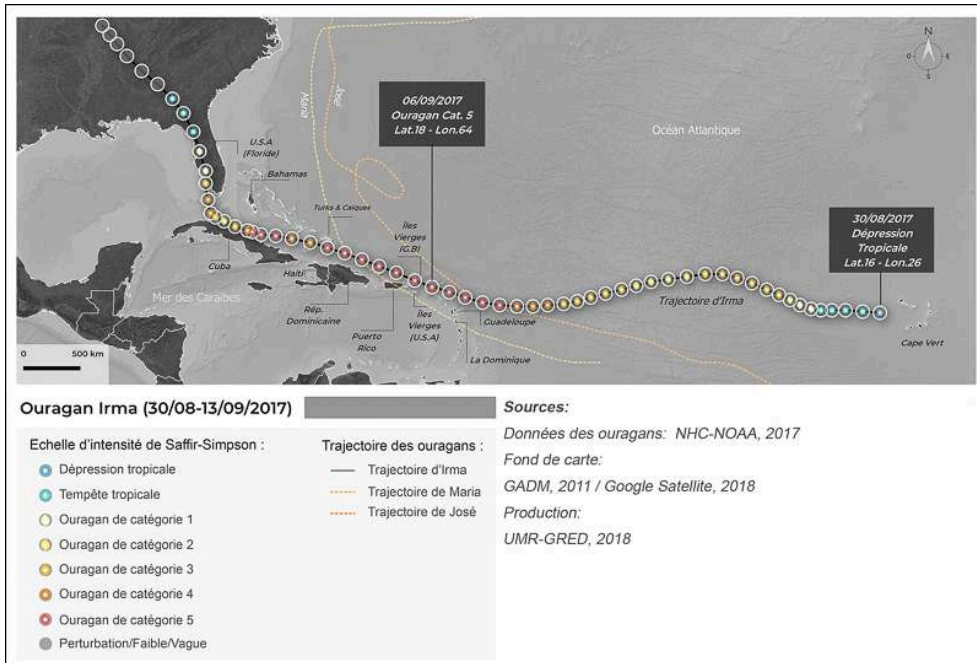 N
O
E
S
06/09/2017
Ouragan Cat. 5
Lat.18 - Lon.64
Maria
José
Océan Atlantique
U.S.A
(Floride)
Bahamas
Turks & Caïques
Îles
Vierges
(G.B)
30/08/2017
Dépression
Tropicale
Lat.16 - Lon.26
Cuba
Haïti
Mer des Caraïbes
Rép.
Dominicaine
Puerto
Rico
Îles
Vierges
(U.S.A)
Guadeloupe
La Dominique
Trajectoire d'Irma
Cape Vert
0 500 km
Ouragan Irma (30/08-13/09/2017)
Echelle d'intensité de Saffir-Simpson :
Dépression tropicale
Tempête tropicale
Ouragan de catégorie 1
Ouragan de catégorie 2
Ouragan de catégorie 3
Ouragan de catégorie 4
Ouragan de catégorie 5
Perturbation/Faible/Vague
Trajectoire des ouragans :
Trajectoire d'Irma
Trajectoire de Maria
Trajectoire de José
Sources:
Données des ouragans: NHC-NOAA, 2017
Fond de carte:
GADM, 2011 / Google Satellite, 2018
Production:
UMR-GRED, 2018